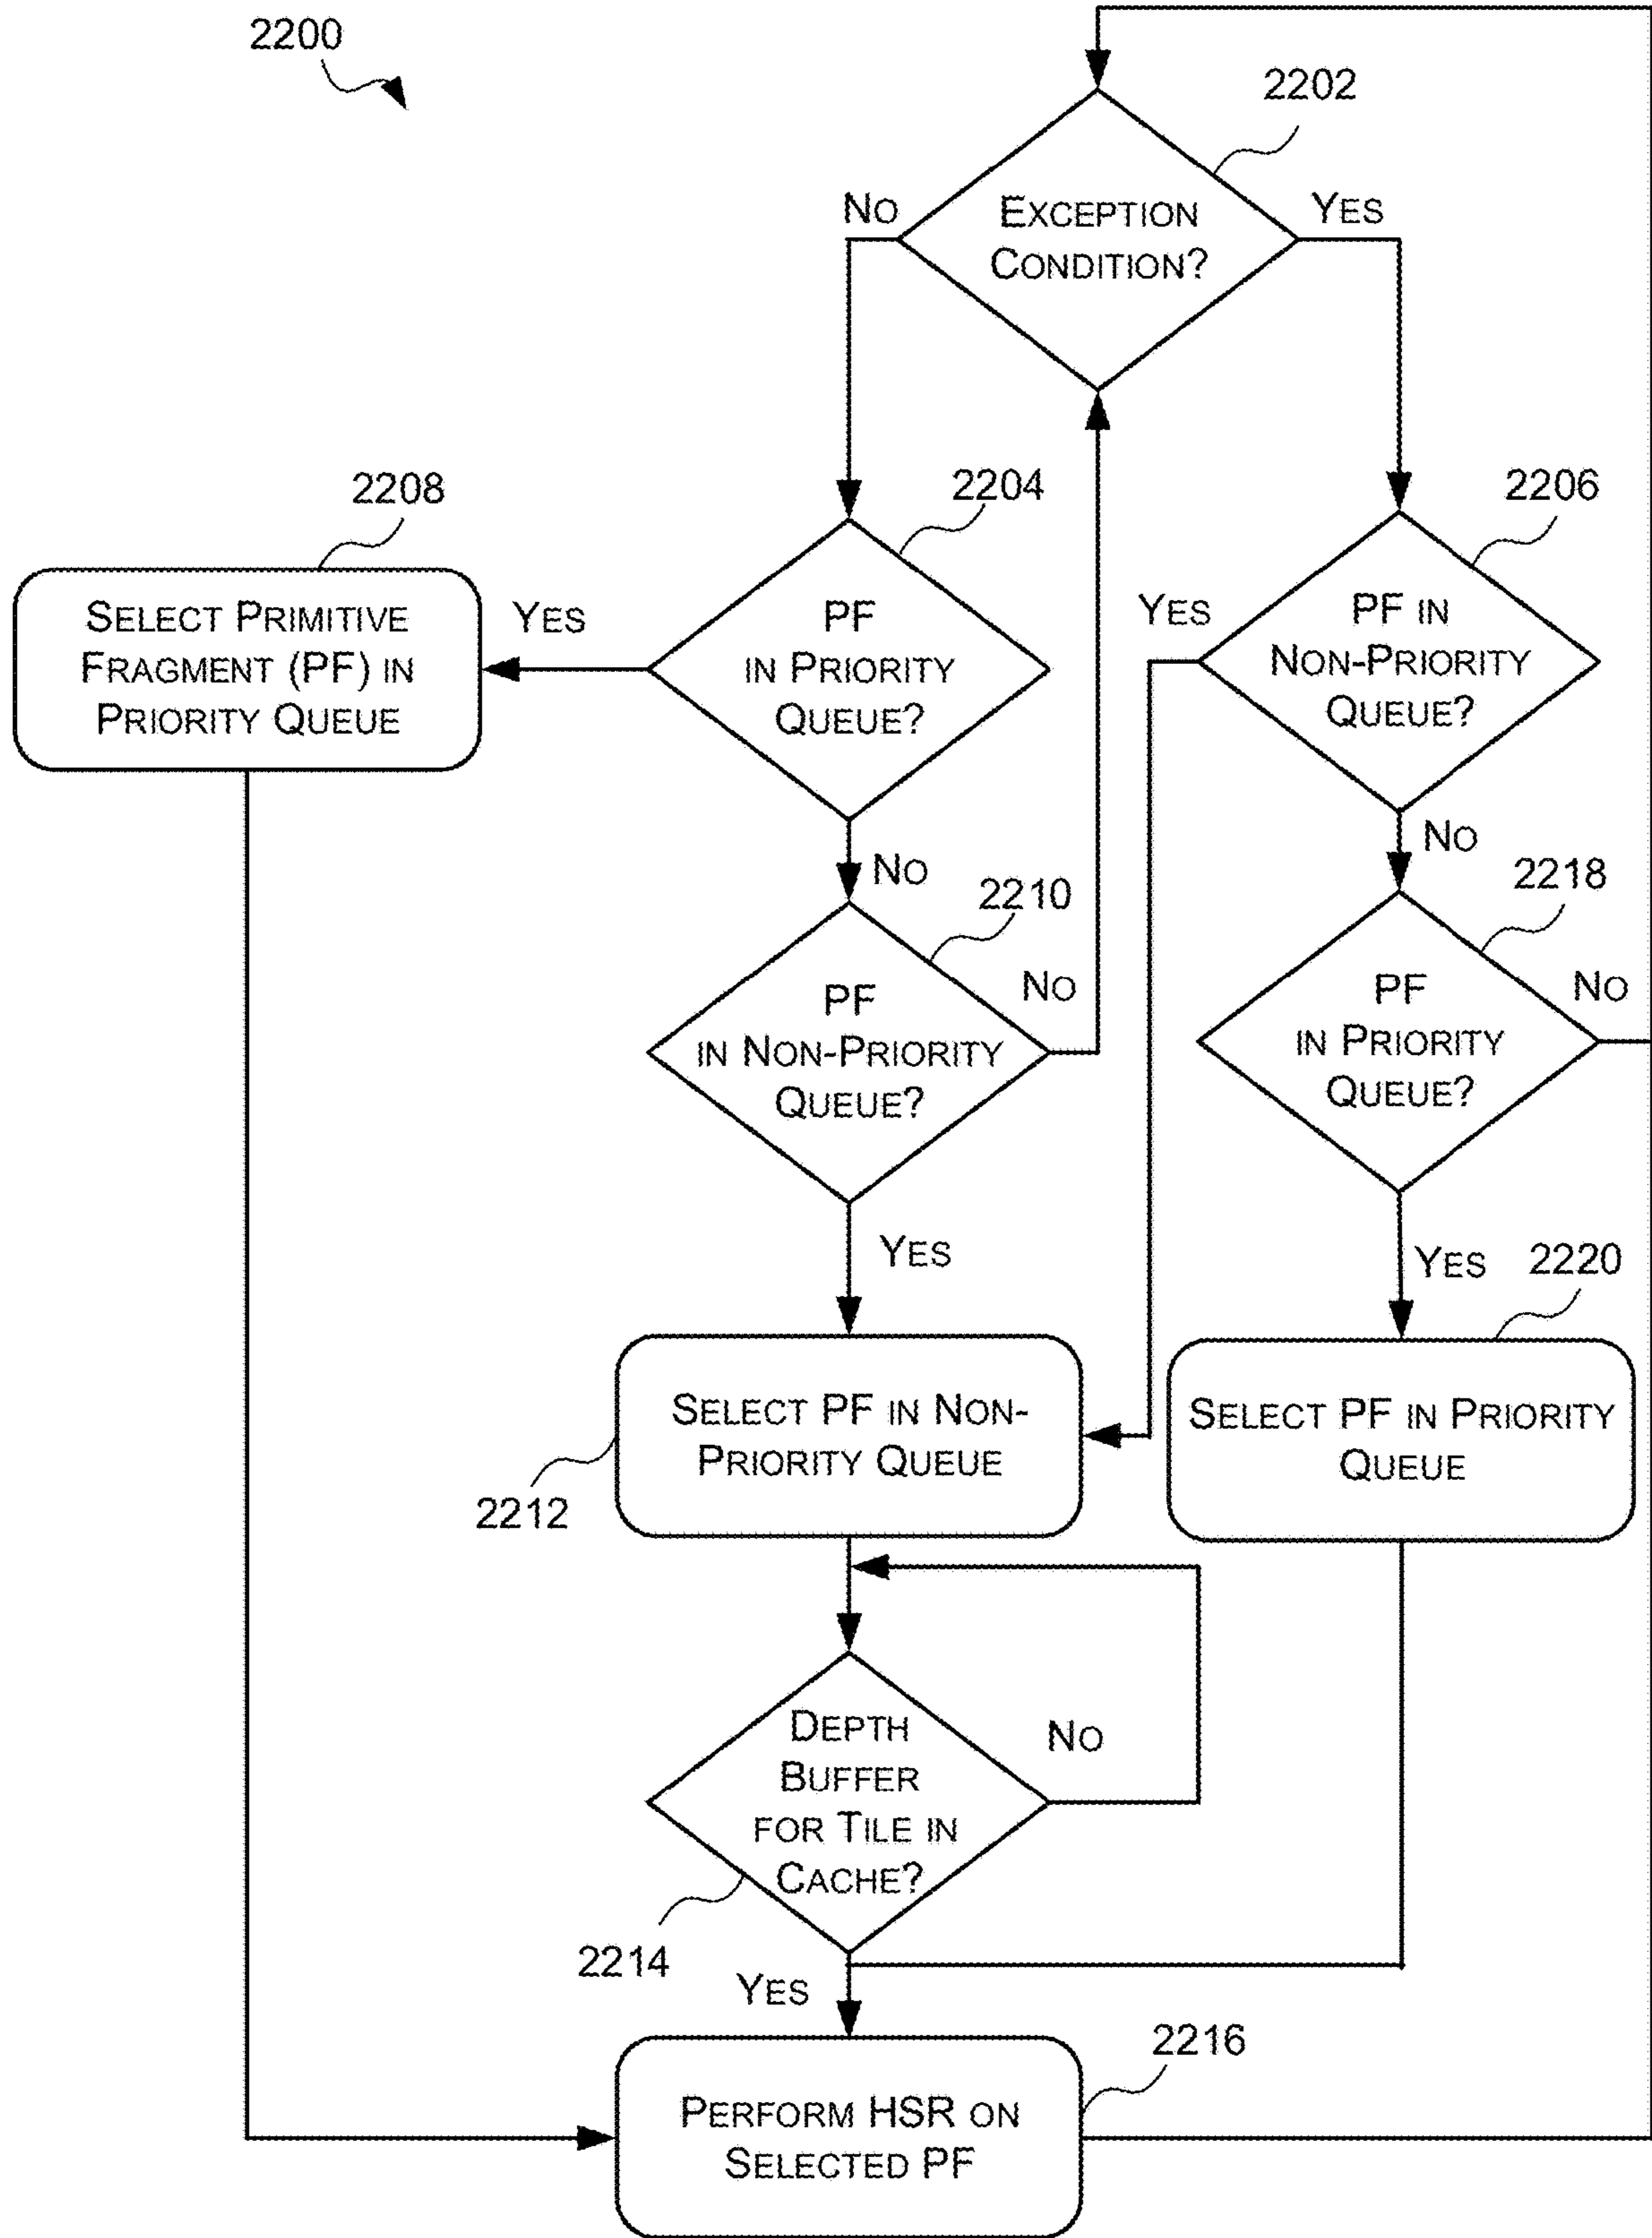 2200
2202
No
Yes
EXCEPTION
CONDITION?
2208
2204
2206
SELECT PRIMITIVE
FRAGMENT (PF) IN
PRIORITY QUEUE
Yes
PF
IN PRIORITY
QUEUE?
Yes
PF IN
NON-PRIORITY
QUEUE?
No
No
2210
2218
PF
IN NON-PRIORITY
QUEUE?
No
PF
IN PRIORITY
QUEUE?
No
Yes
Yes
2220
SELECT PF IN NON-
PRIORITY QUEUE
SELECT PF IN PRIORITY
QUEUE
2212
DEPTH
BUFFER
FOR TILE IN
CACHE?
No
2214
Yes
2216
PERFORM HSR ON
SELECTED PF